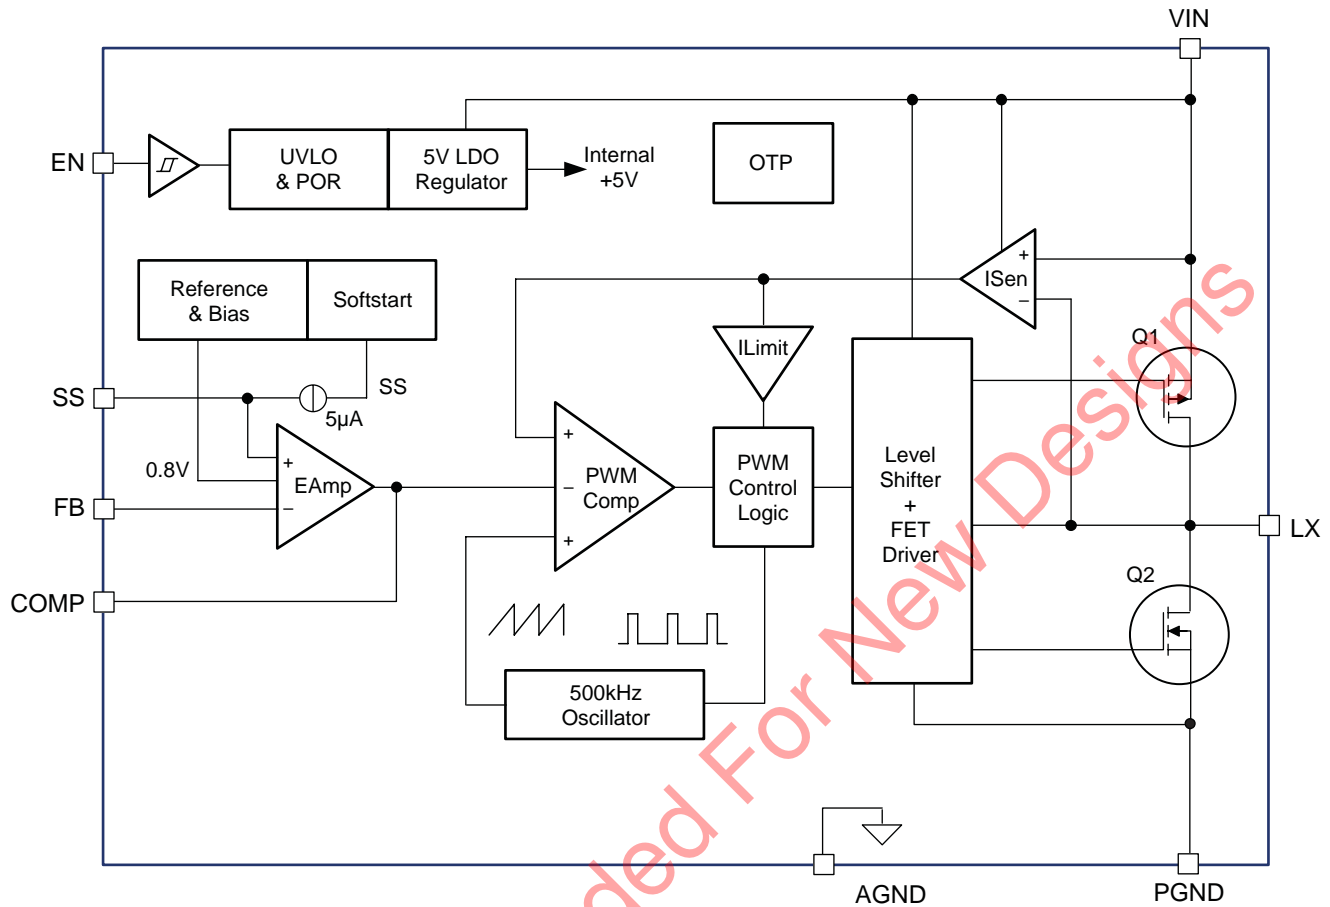 VIN
EN
UVLO
& POR
5V LDO
Regulator
Internal
+5V
OTP
Reference
& Bias
Softstart
+
ISen
−
ILimit
Q1
SS
SS
5µA
+
0.8V
EAmp
−
FB
+
PWM
Comp
−
+
PWM
Control
Logic
Level
Shifter
+
FET
Driver
LX
COMP
Q2
500kHz
Oscillator
AGND
PGND
ded For New Designs